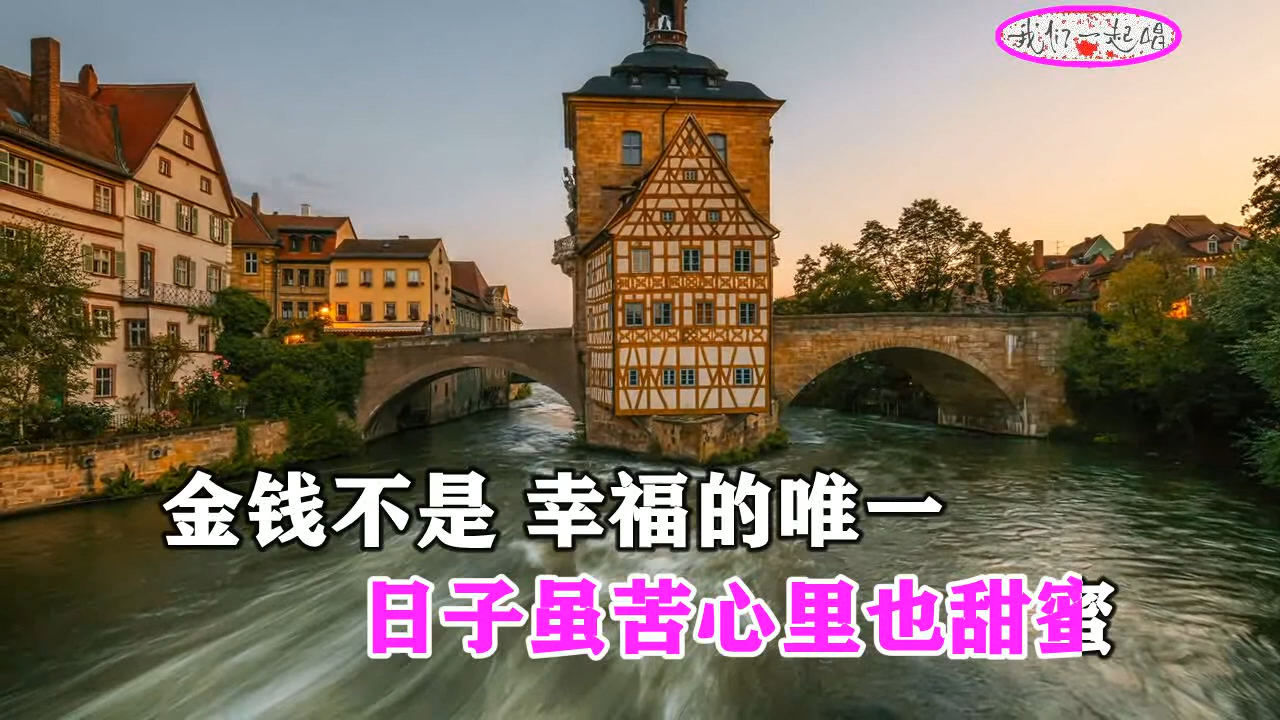 我们一起唱
金钱不是 幸福的唯一
日子虽苦心里也甜蜜